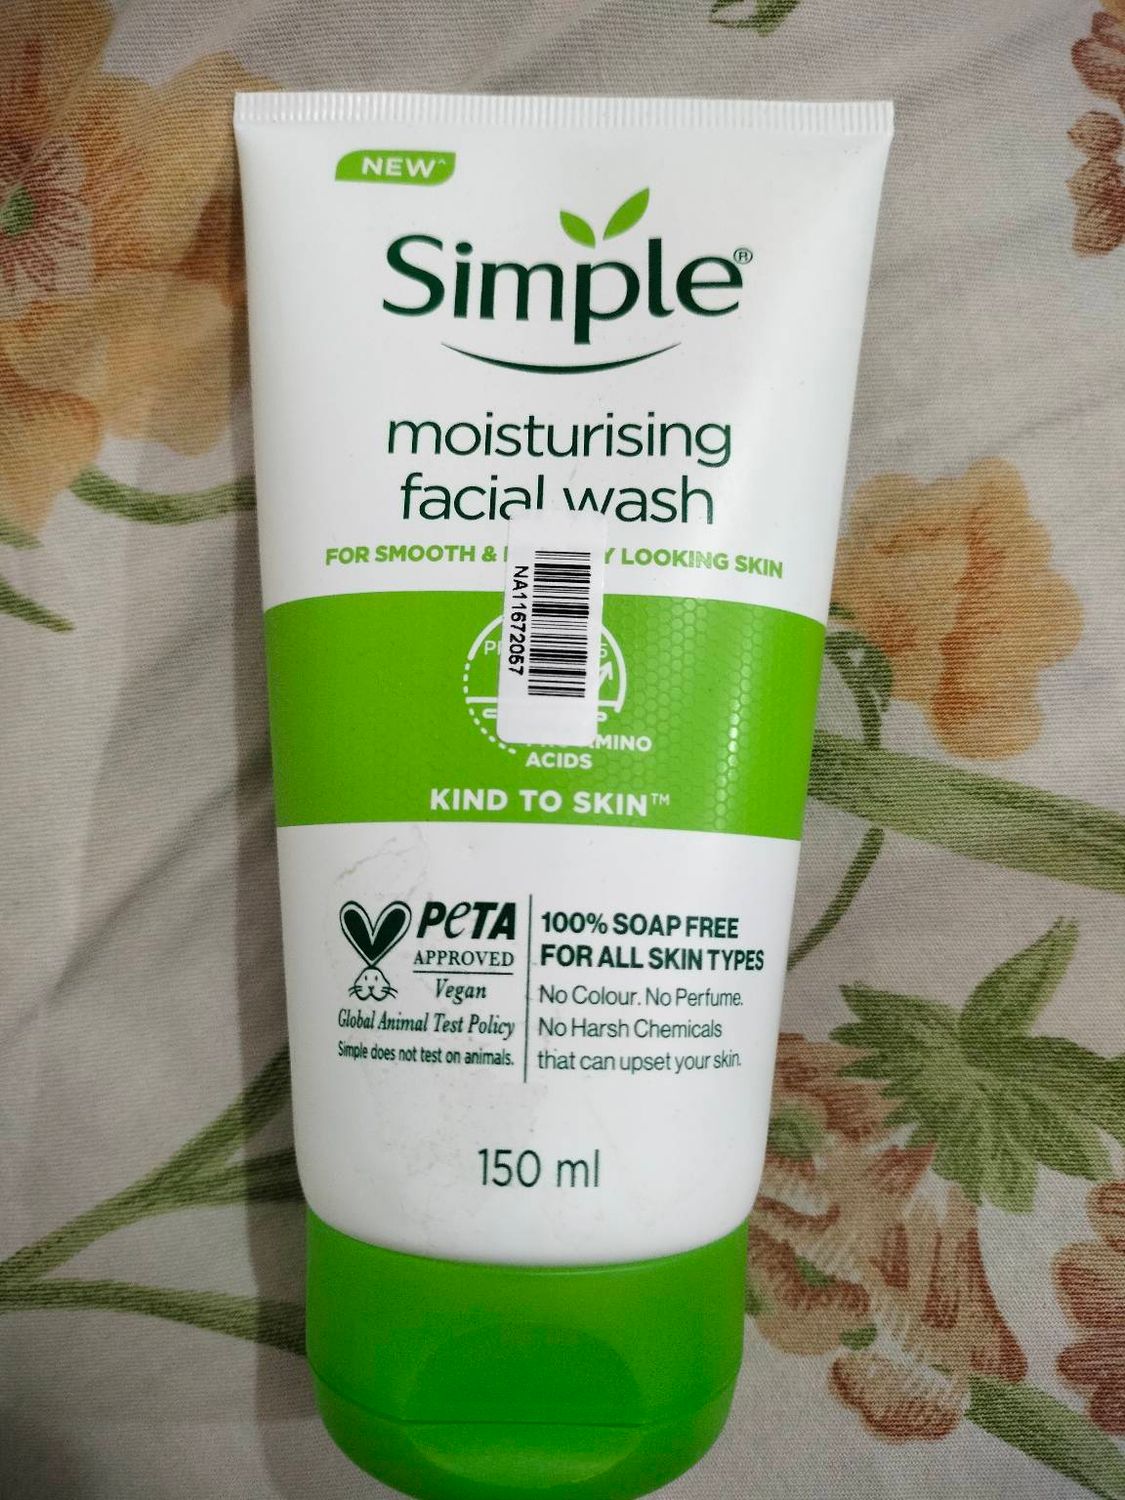 NEW^
Simple®
moisturising
facial wash
FOR SMOOTH & LOOKING SKIN
NA11672057
AMINO
ACIDS
KIND TO SKIN™
PeTA
APPROVED
Vegan
Global Animal Test Policy
Simple does not test on animals.
100% SOAP FREE
FOR ALL SKIN TYPES
No Colour. No Perfume.
No Harsh Chemicals
that can upset your skin.
150 ml